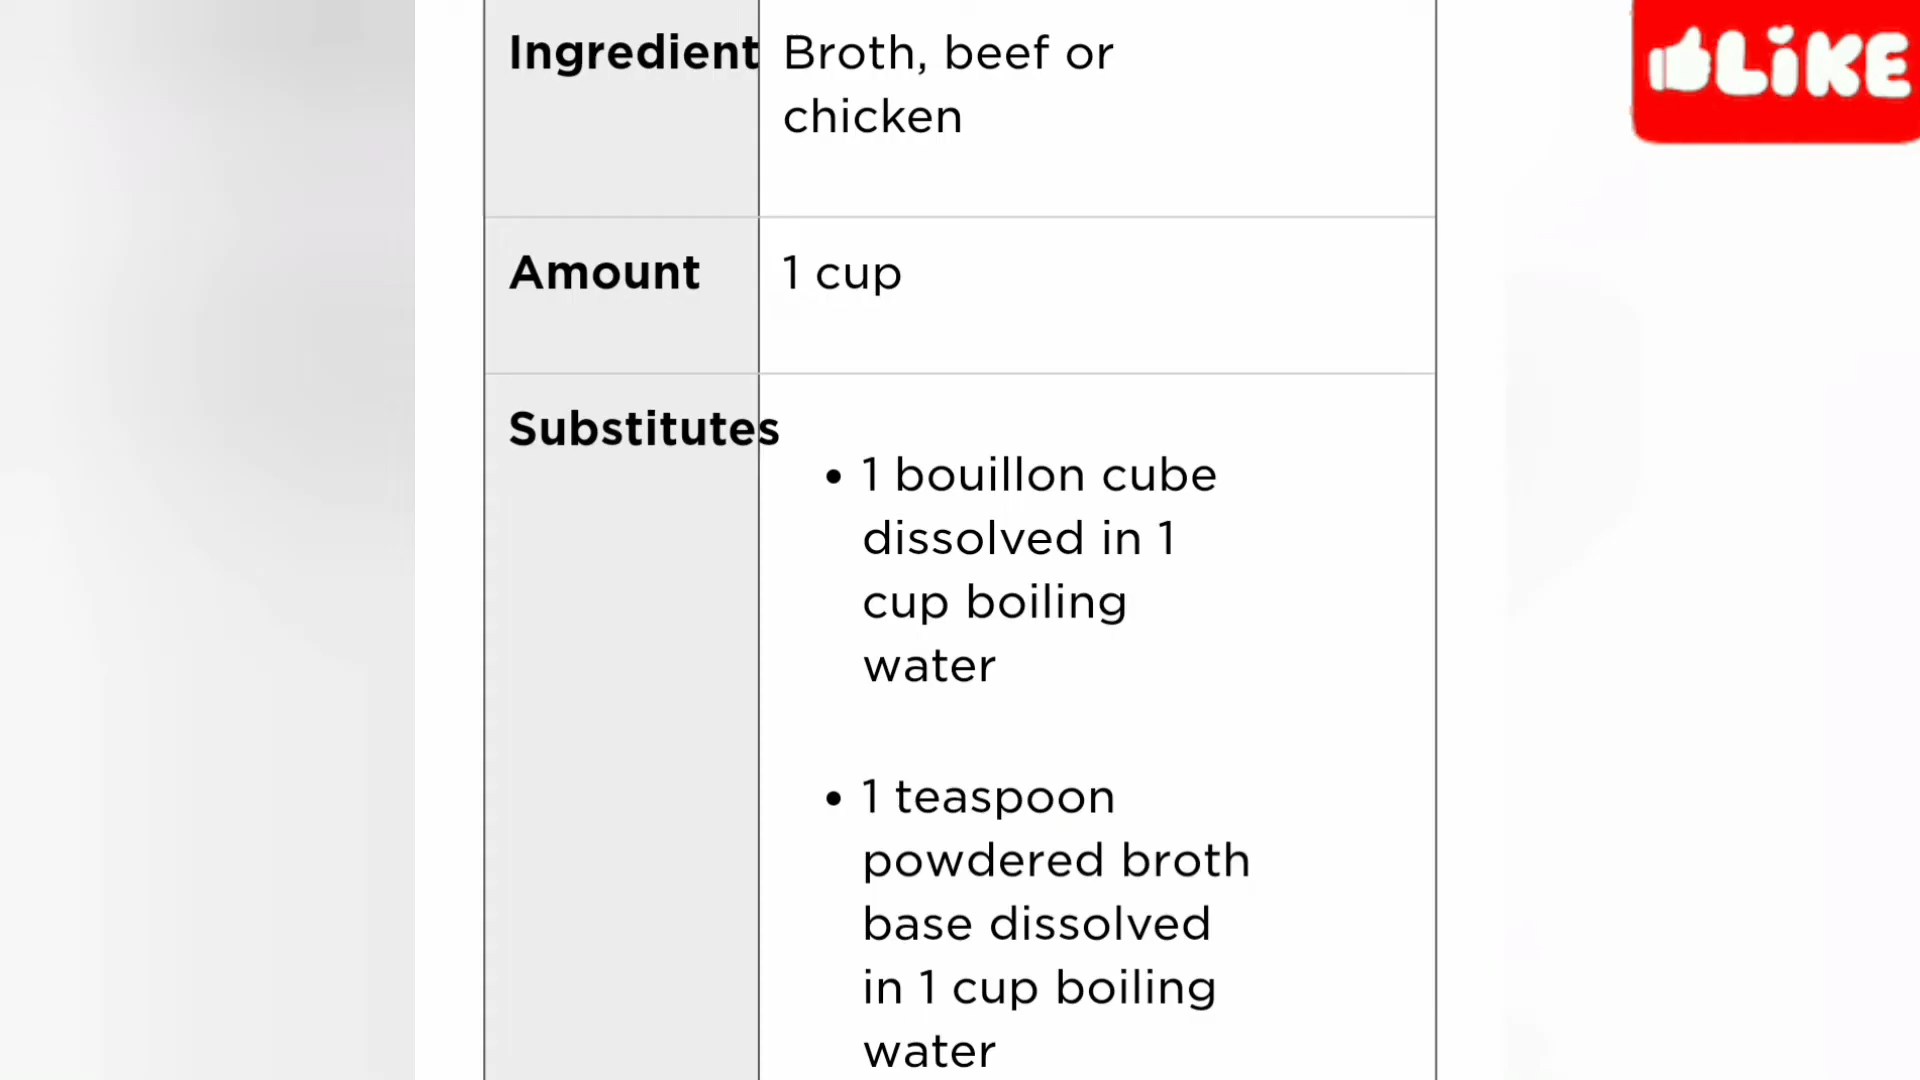 Ingredient Broth, beef or
chicken
LiKE
Amount 1 cup
Substitutes
• 1 bouillon cube
dissolved in 1
cup boiling
water
• 1 teaspoon
powdered broth
base dissolved
in 1 cup boiling
water